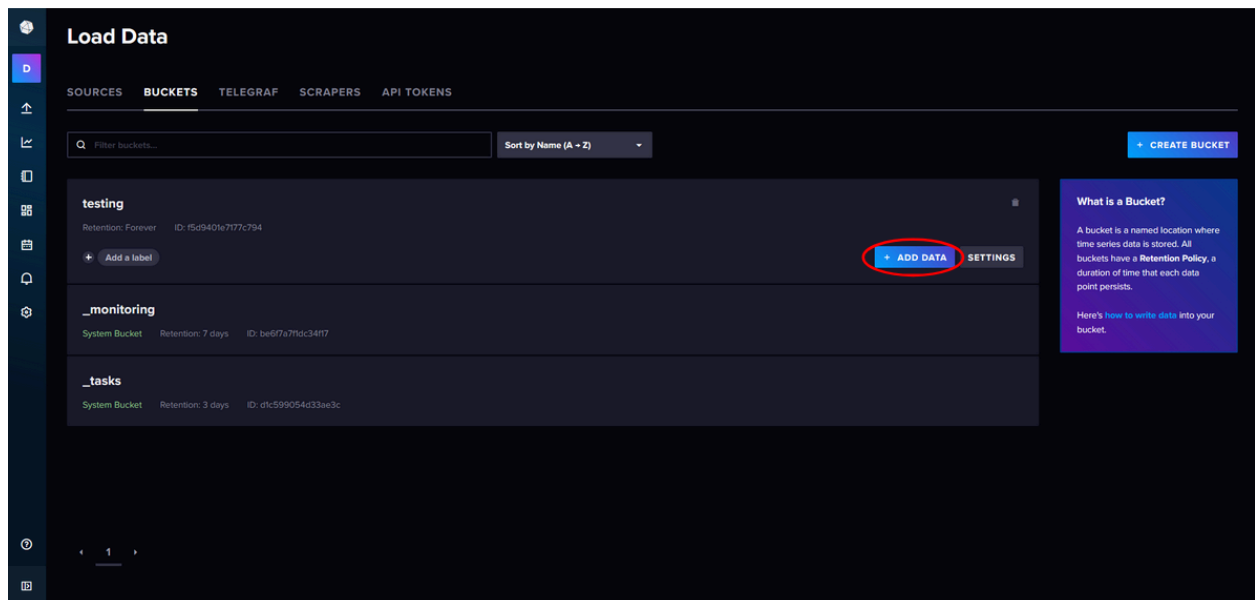 Load Data
D
SOURCES BUCKETS TELEGRAF SCRAPERS API TOKENS
Filter buckets...
Sort by Name (A → Z)
+ CREATE BUCKET
testing
Retention: Forever ID: f5d9401e7177c794
+ Add a label
+ ADD DATA SETTINGS
_monitoring
System Bucket Retention: 7 days ID: be6f7a7f1dc34f17
_tasks
System Bucket Retention: 3 days ID: d1c599054d33ae3c
What is a Bucket?
A bucket is a named location where
time series data is stored. All
buckets have a Retention Policy, a
duration of time that each data
point persists.
Here's how to write data into your
bucket.
1